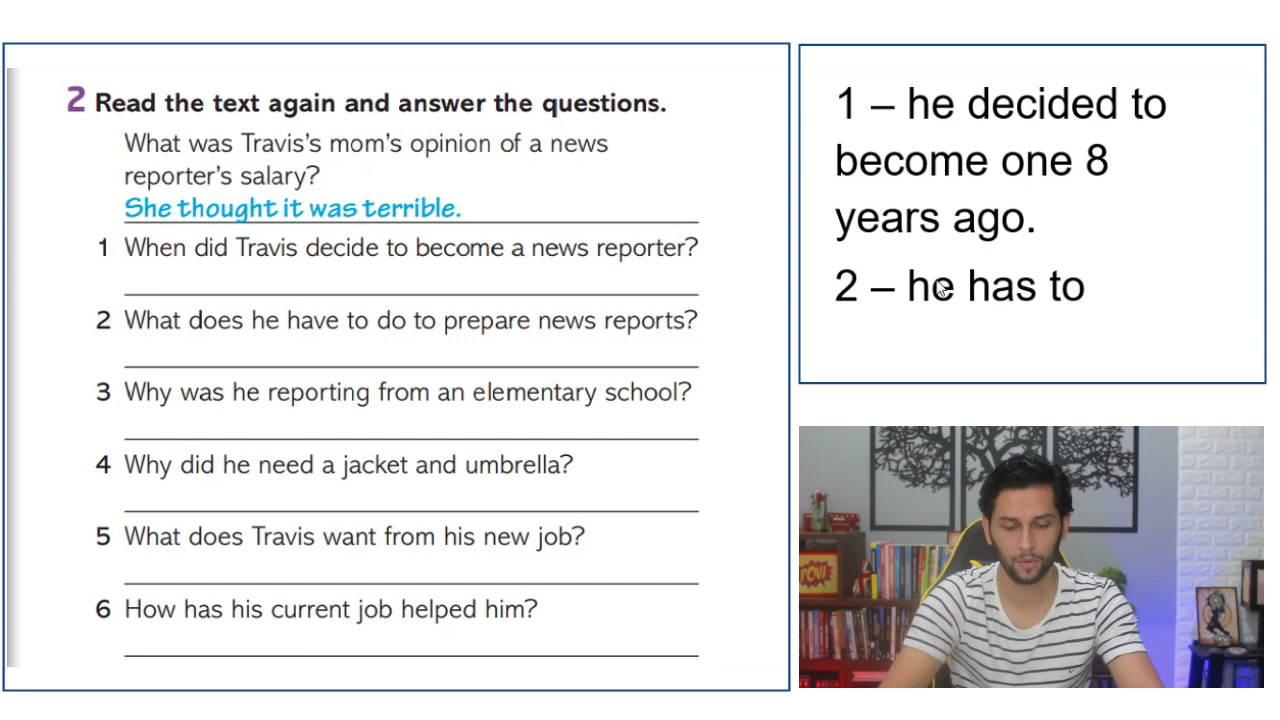 2 Read the text again and answer the questions.
What was Travis's mom's opinion of a news
reporter's salary?
She thought it was terrible.
1 When did Travis decide to become a news reporter?
2 What does he have to do to prepare news reports?
3 Why was he reporting from an elementary school?
4 Why did he need a jacket and umbrella?
5 What does Travis want from his new job?
6 How has his current job helped him?
1 – he decided to
become one 8
years ago.
2 – he has to
POW!